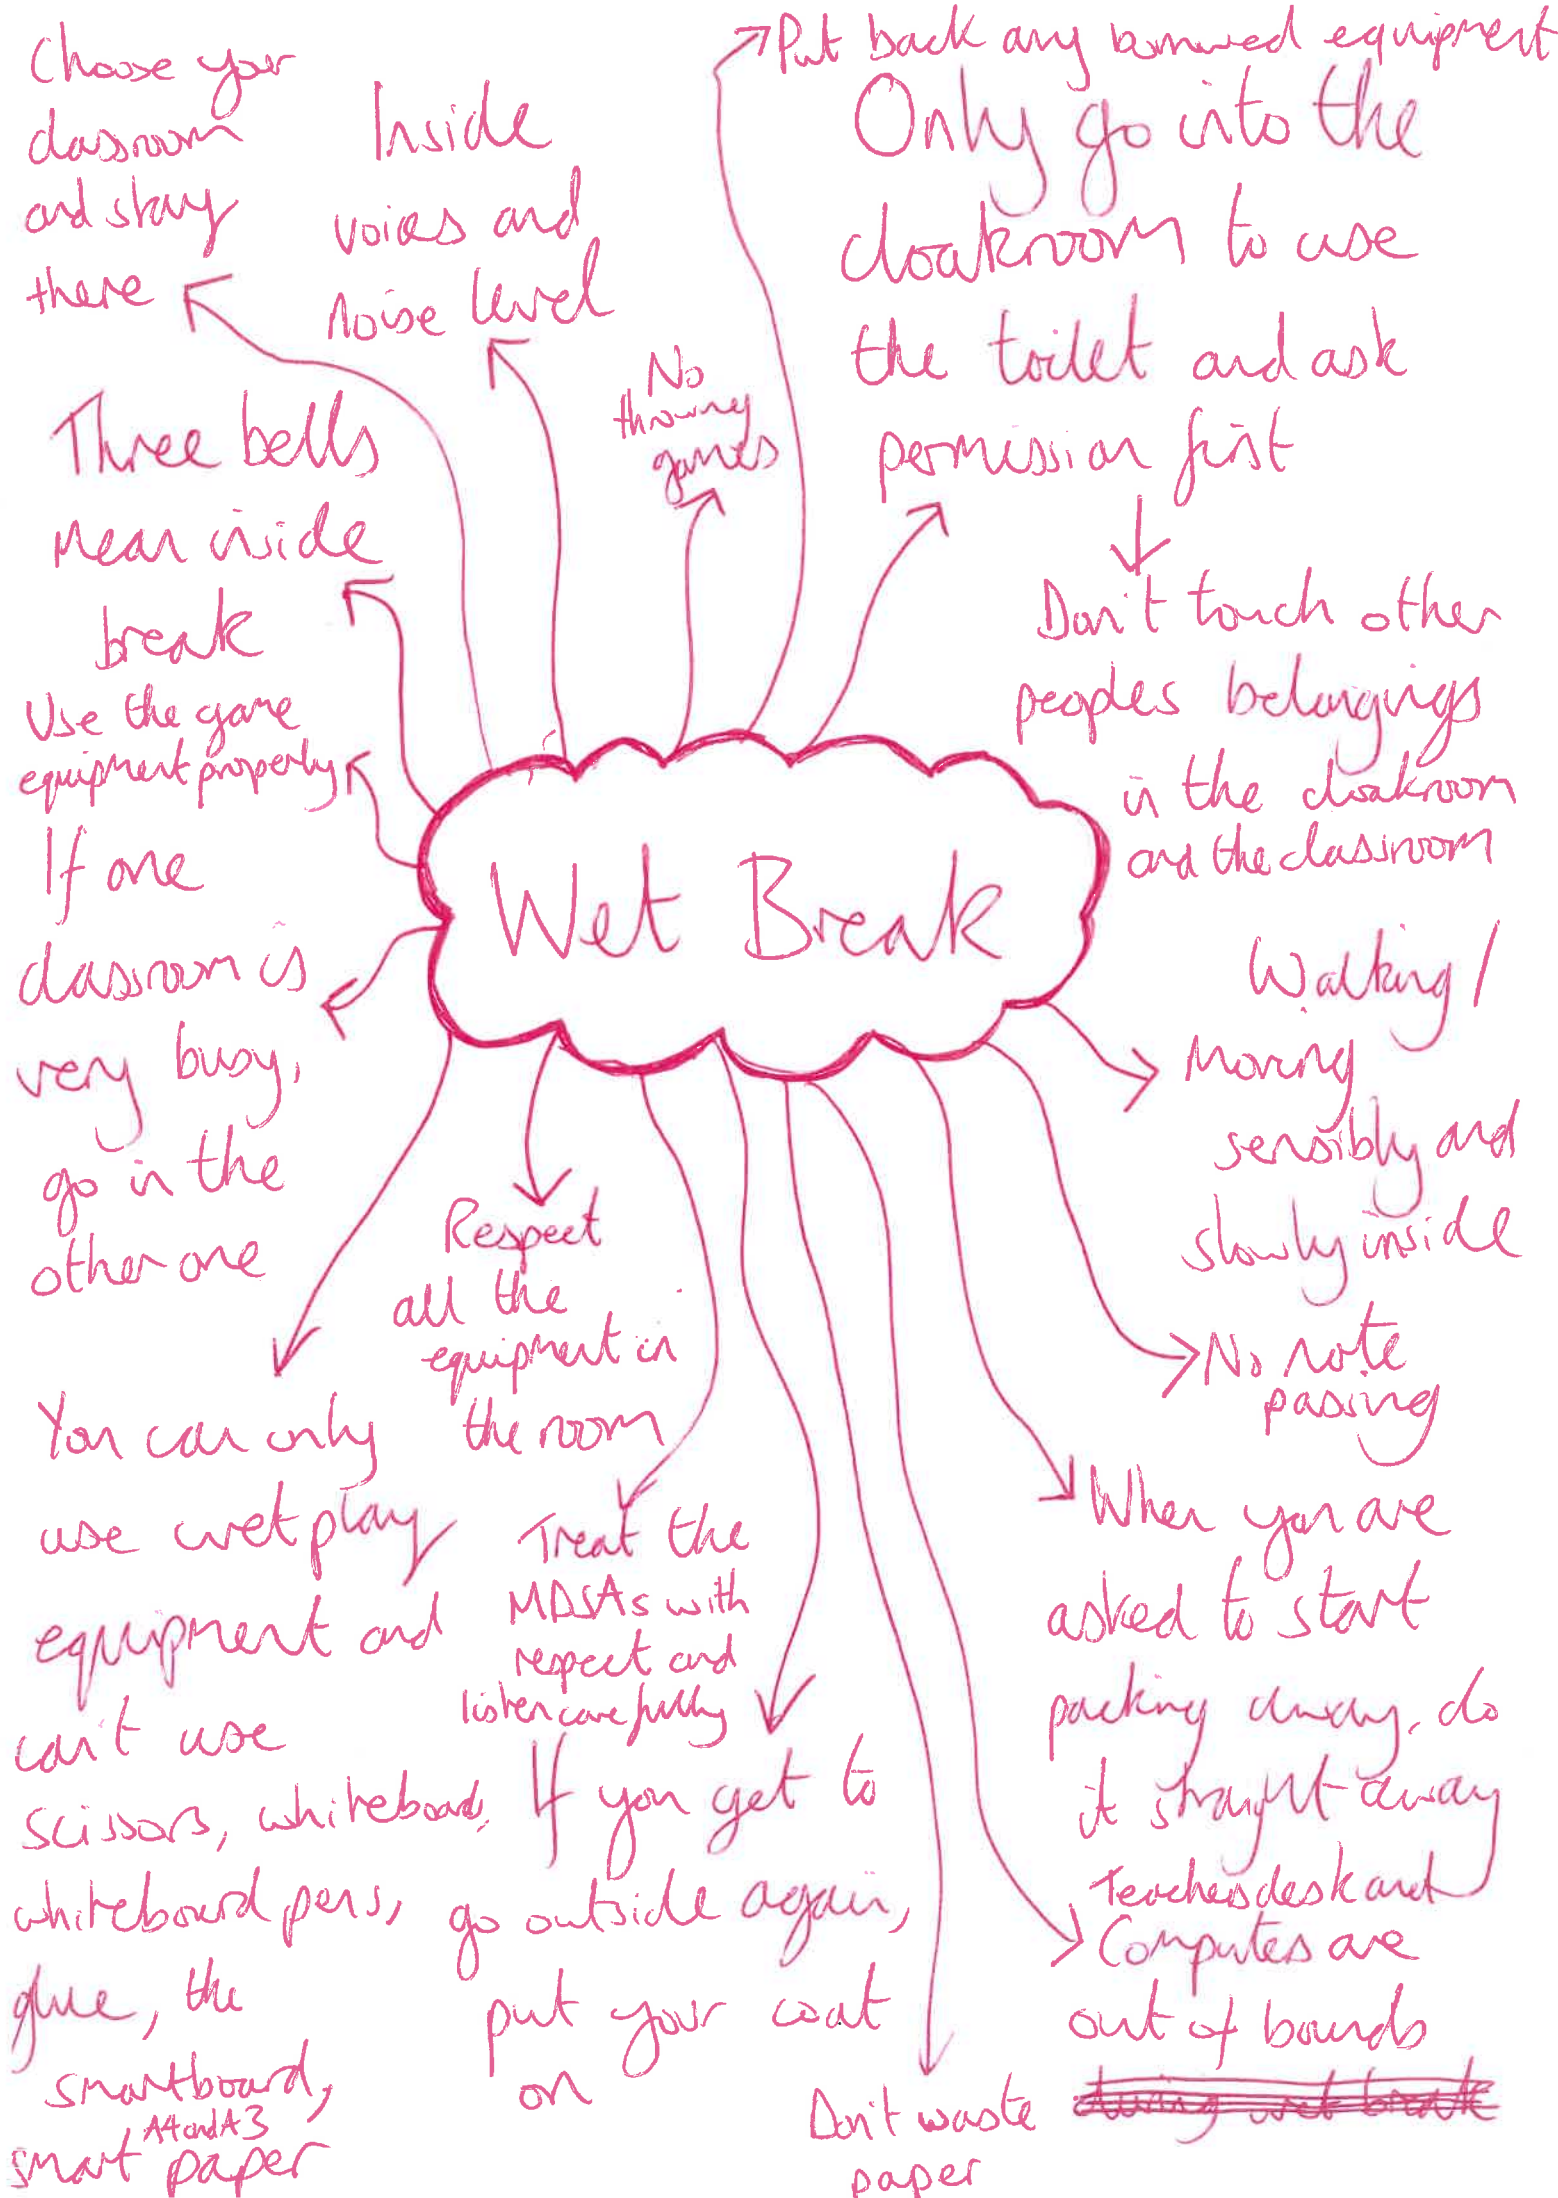 Choose your
classroom
and stay
there
Inside
voices and
noise level
No
throwing
games
Put back any borrowed equipment
Only go into the
cloakroom to use
the toilet and ask
permission first
Don't touch other
peoples belongings
in the cloakroom
and the classroom
Three bells
mean inside
break
Use the game
equipment properly
If one
classroom is
very busy,
go in the
other one
Wet Break
Walking /
Moving
sensibly and
slowly inside
No note
passing
Respect
all the
equipment in
the room
You can only
use wet play
equipment and
can't use
scissors, whiteboards,
whiteboard pens,
glue, the
smartboard,
A4 and A3
smart paper
Treat the
MDSAs with
respect and
listen carefully
If you get to
go outside again,
put your coat
on
Don't waste
paper
When you are
asked to start
packing away, do
it straight away
Teachers desk and
Computers are
out of bounds
during wet break